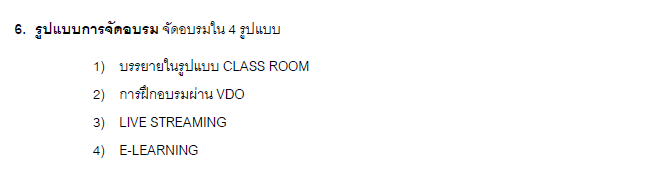 6. รูปแบบการจัดอบรม จัดอบรมใน 4 รูปแบบ
1) บรรยายในรูปแบบ CLASS ROOM
2) การฝึกอบรมผ่าน VDO
3) LIVE STREAMING
4) E-LEARNING